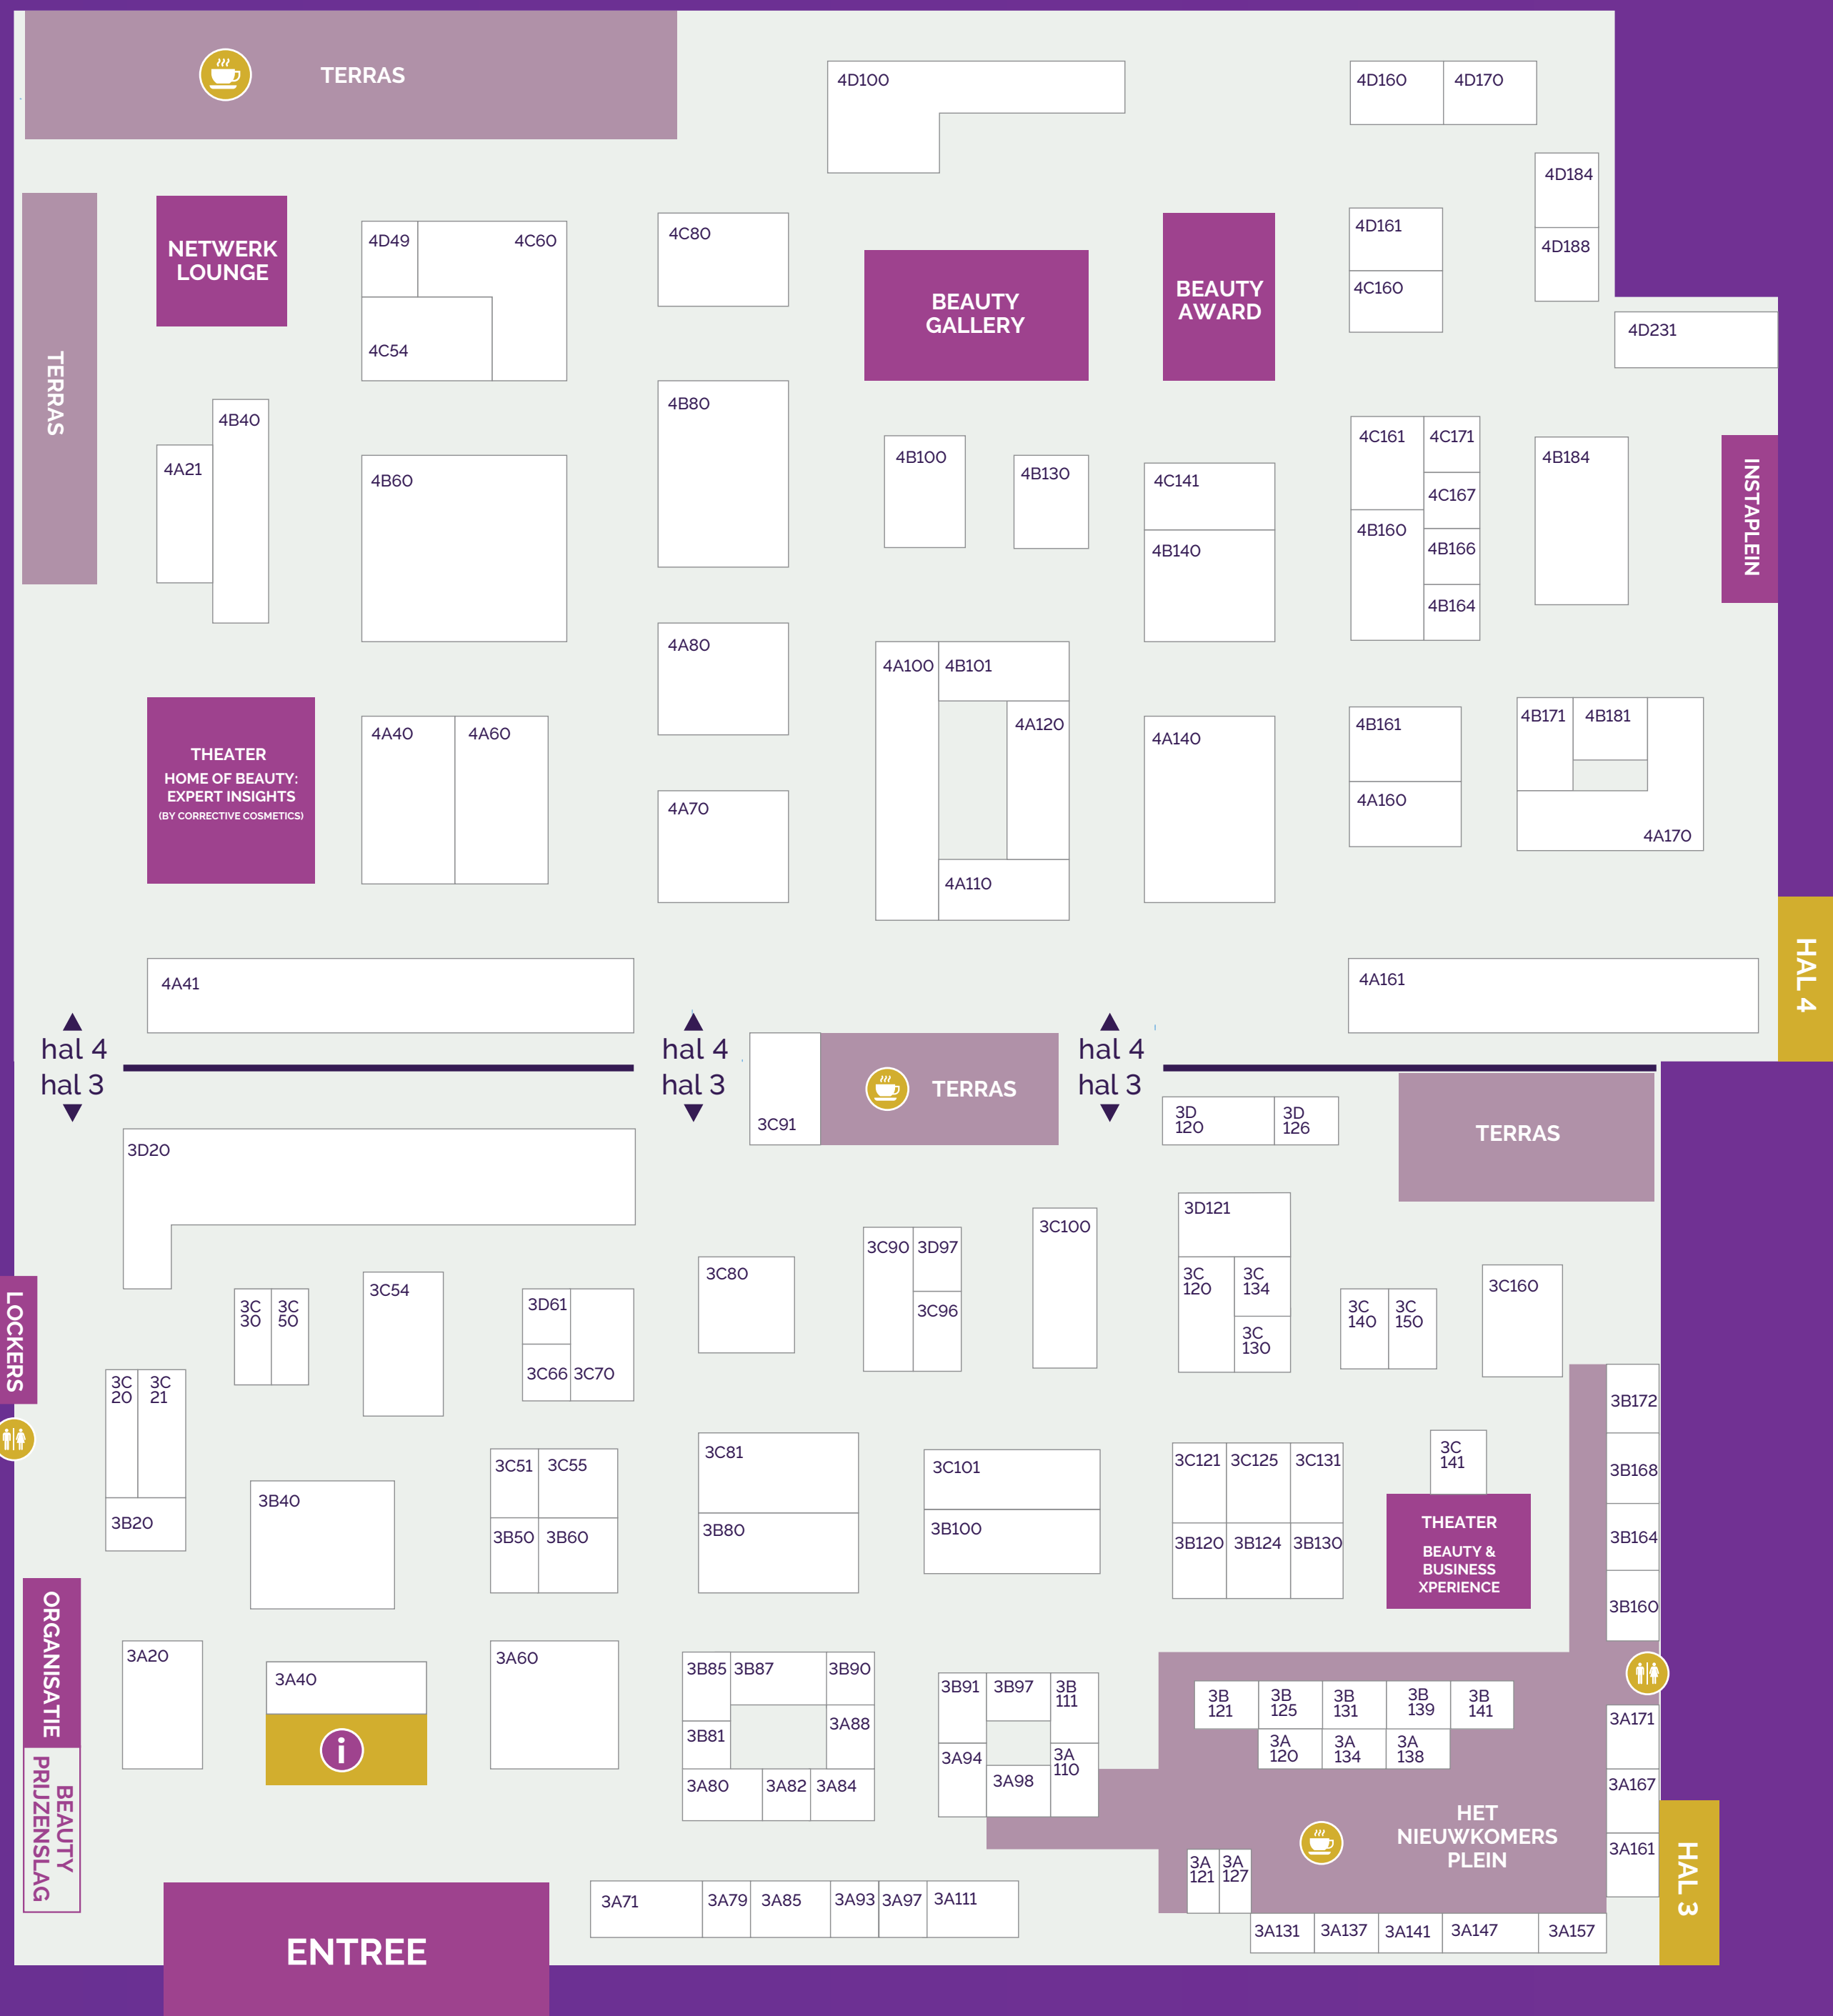 TERRAS
4D100
4D160
4D170
4D184
4D188
TERRAS
NETWERK
LOUNGE
4D49
4C60
4C54
4C80
BEAUTY
GALLERY
BEAUTY
AWARD
4D161
4C160
4D231
4B40
4A21
4B60
4B80
4B100
4B130
4C141
4B140
4C161
4C171
4C167
4B160
4B166
4B164
4B184
INSTAPLEIN
THEATER
HOME OF BEAUTY:
EXPERT INSIGHTS
(BY CORRECTIVE COSMETICS)
4A40
4A60
4A80
4A70
4A100
4B101
4A120
4A110
4A140
4B161
4A160
4B171
4B181
4A170
4A41
4A161
HAL 4
hal 4
hal 3
hal 4
hal 3
hal 4
hal 3
3C91
TERRAS
3D
120
3D
126
TERRAS
3D20
3D121
3C
120
3C
134
3C
130
3C100
3C90
3D97
3C96
3C80
3D61
3C66
3C70
3C54
3C
30
3C
50
LOCKERS
3C
20
3C
21
3B20
3C
140
3C
150
3C160
3B172
3B168
3B164
3B160
3B40
3C51
3C55
3B50
3B60
3C81
3B80
3C101
3B100
3C121
3C125
3C131
3B120
3B124
3B130
3C
141
THEATER
BEAUTY &
BUSINESS
XPERIENCE
ORGANISATIE
BEAUTY
PRIJZENSLAG
3A20
3A40
i
3A60
3B85
3B87
3B90
3B81
3A88
3A80
3A82
3A84
3B91
3B97
3B
111
3A94
3A98
3A
110
3B
121
3B
125
3B
131
3B
139
3B
141
3A
120
3A
134
3A
138
3A171
3A167
3A161
HET
NIEUWKOMERS
PLEIN
3A
121
3A
127
HAL 3
ENTREE
3A71
3A79
3A85
3A93
3A97
3A111
3A131
3A137
3A141
3A147
3A157